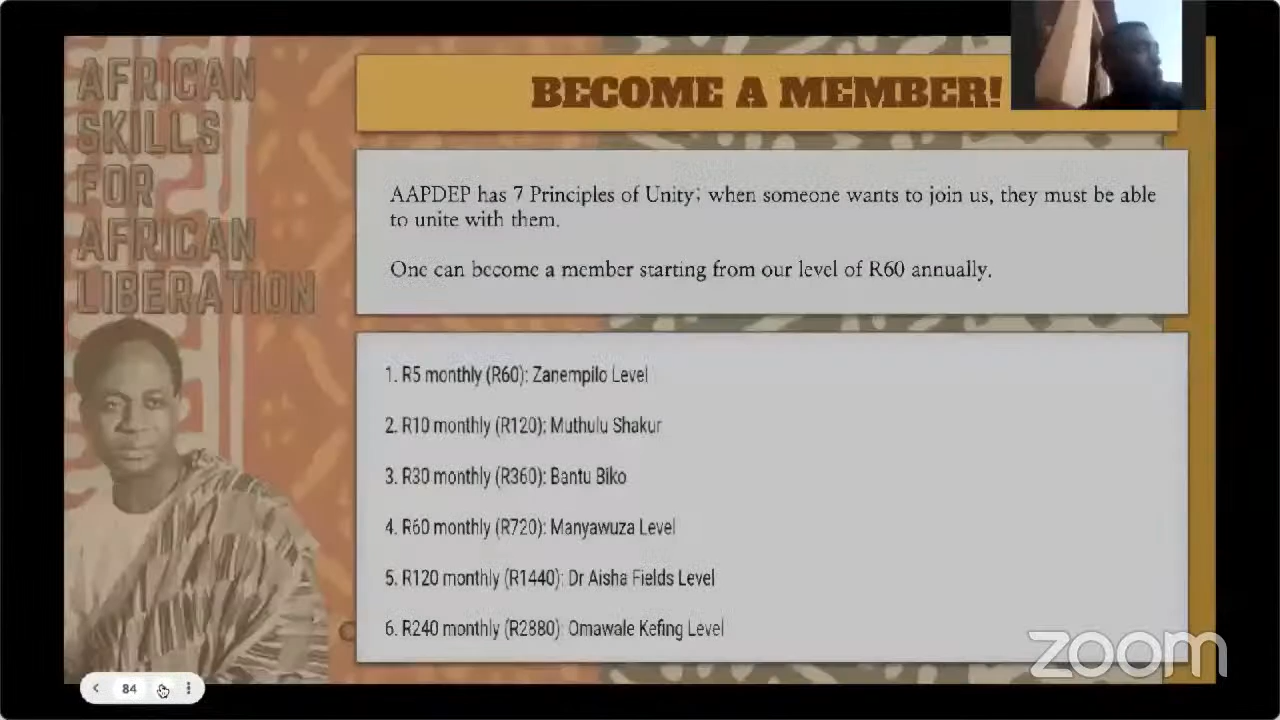 AFRICAN
SKILLS
FOR
AFRICAN
LIBERATION
BECOME A MEMBER!
AAPDEP has 7 Principles of Unity; when someone wants to join us, they must be able
to unite with them.
One can become a member starting from our level of R60 annually.
1. R5 monthly (R60): Zanempilo Level
2. R10 monthly (R120): Muthulu Shakur
3. R30 monthly (R360): Bantu Biko
4. R60 monthly (R720): Manyawuza Level
5. R120 monthly (R1440): Dr Aisha Fields Level
6. R240 monthly (R2880): Omawale Kefing Level
zoom
84